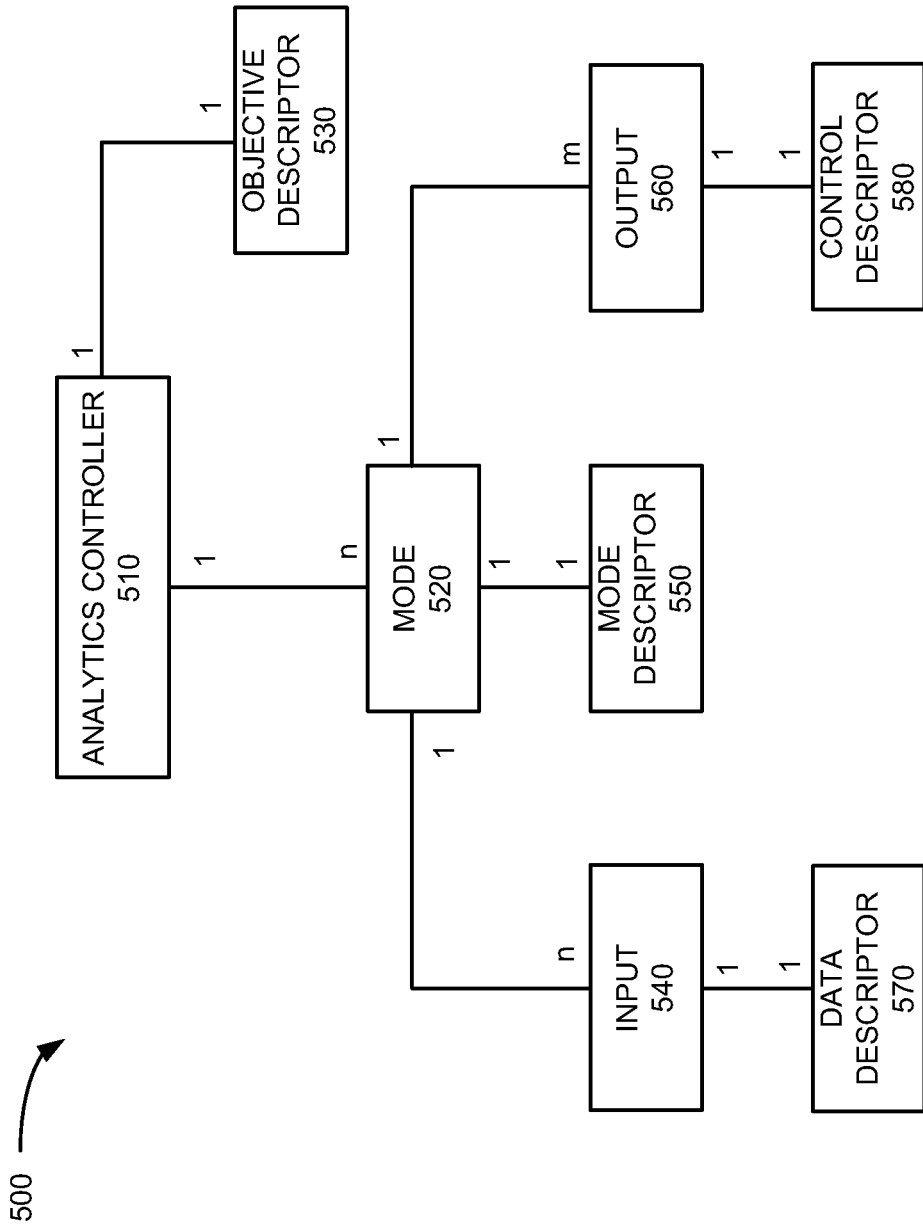 500
ANALYTICS CONTROLLER
510
1
1
1
OBJECTIVE
DESCRIPTOR
530
n
MODE
520
1
1
1
n
INPUT
540
1
MODE
DESCRIPTOR
550
m
OUTPUT
560
1
1
1
DATA
DESCRIPTOR
570
1
CONTROL
DESCRIPTOR
580